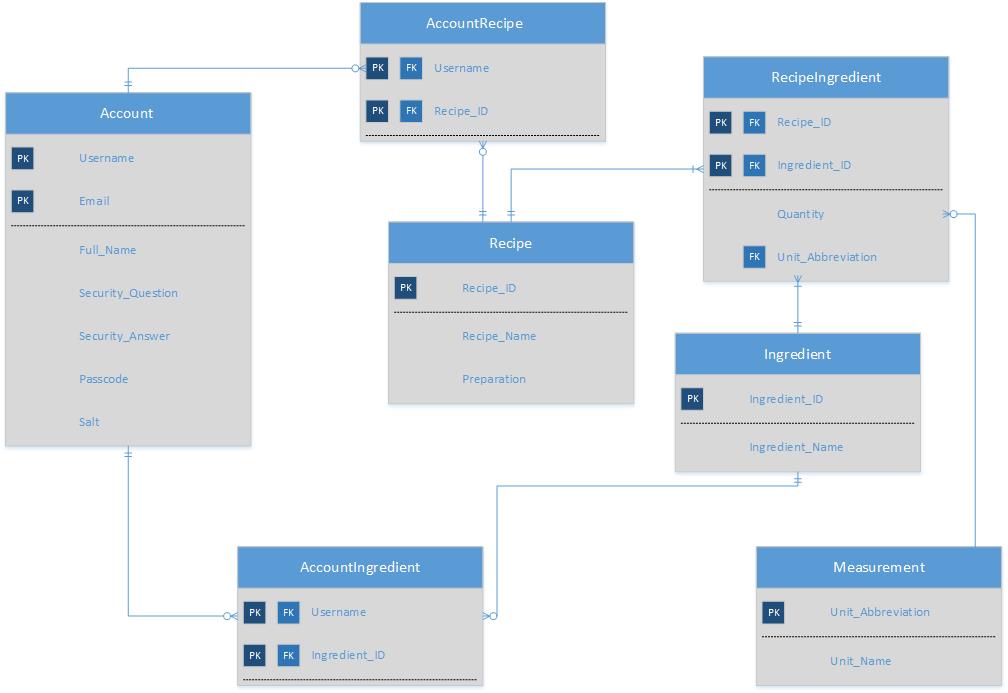 AccountRecipe
PK FK Username
PK FK Recipe_ID
RecipeIngredient
PK FK Recipe_ID
PK FK Ingredient_ID
Quantity
FK Unit_Abbreviation
Account
PK Username
PK Email
Full_Name
Security_Question
Security_Answer
Passcode
Salt
Recipe
PK Recipe_ID
Recipe_Name
Preparation
Ingredient
PK Ingredient_ID
Ingredient_Name
AccountIngredient
PK FK Username
PK FK Ingredient_ID
Measurement
PK Unit_Abbreviation
Unit_Name